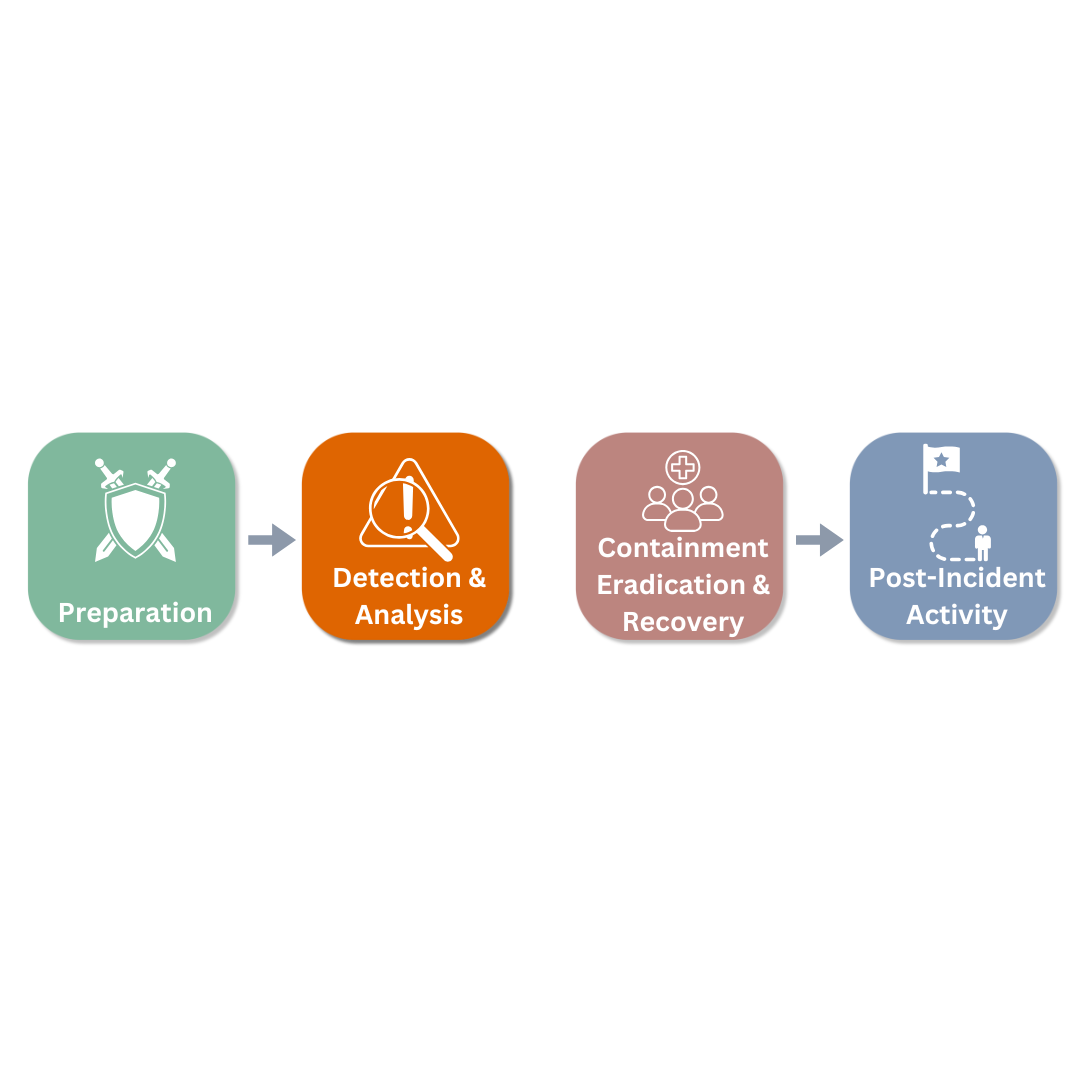 Preparation
Detection &
Analysis
Containment
Eradication &
Recovery
Post-Incident
Activity